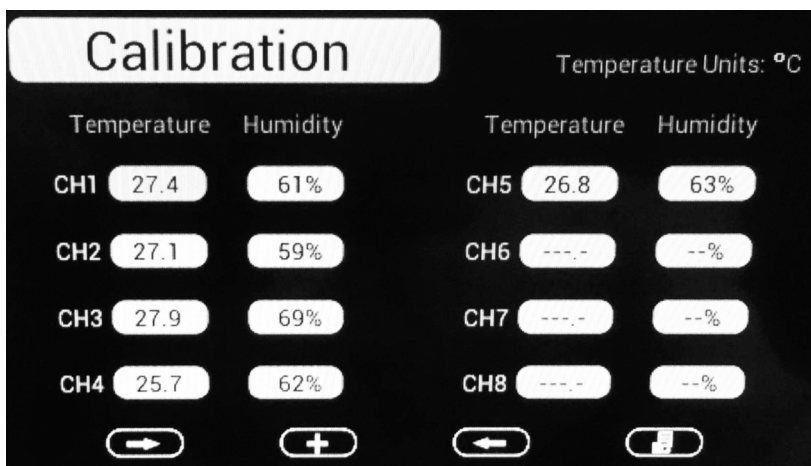 Calibration
Temperature Units: °C
Temperature Humidity Temperature Humidity
CH1 27.4 61% CH5 26.8 63%
CH2 27.1 59% CH6 ---.- --%
CH3 27.9 69% CH7 ---.- --%
CH4 25.7 62% CH8 ---.- --%